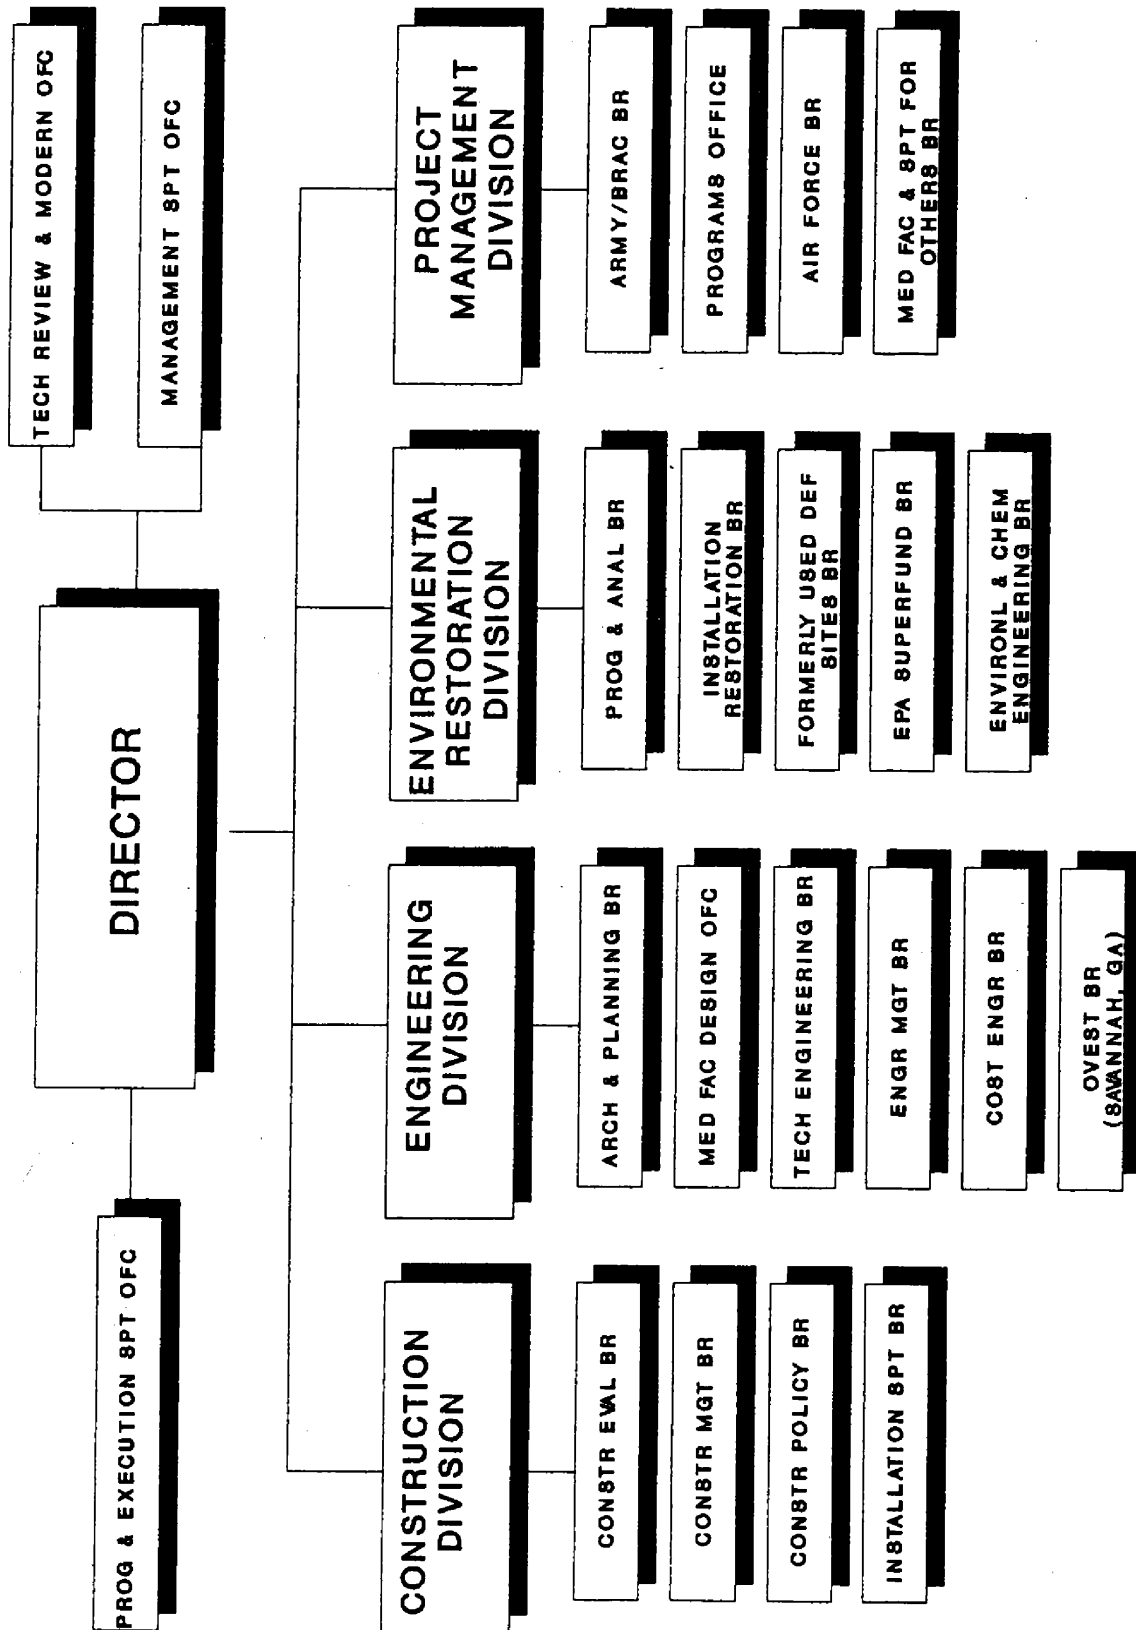 DIRECTOR
PROG & EXECUTION SPT OFC
TECH REVIEW & MODERN OFC
MANAGEMENT SPT OFC
CONSTRUCTION
DIVISION
CONSTR EVAL BR
CONSTR MGT BR
CONSTR POLICY BR
INSTALLATION SPT BR
ENGINEERING
DIVISION
ARCH & PLANNING BR
MED FAC DESIGN OFC
TECH ENGINEERING BR
ENGR MGT BR
COST ENGR BR
OVEST BR
(SAVANNAH, GA)
ENVIRONMENTAL
RESTORATION
DIVISION
PROG & ANAL BR
INSTALLATION
RESTORATION BR
FORMERLY USED DEF
SITES BR
EPA SUPERFUND BR
ENVIRONL & CHEM
ENGINEERING BR
PROJECT
MANAGEMENT
DIVISION
ARMY/BRAC BR
PROGRAMS OFFICE
AIR FORCE BR
MED FAC & SPT FOR
OTHERS BR